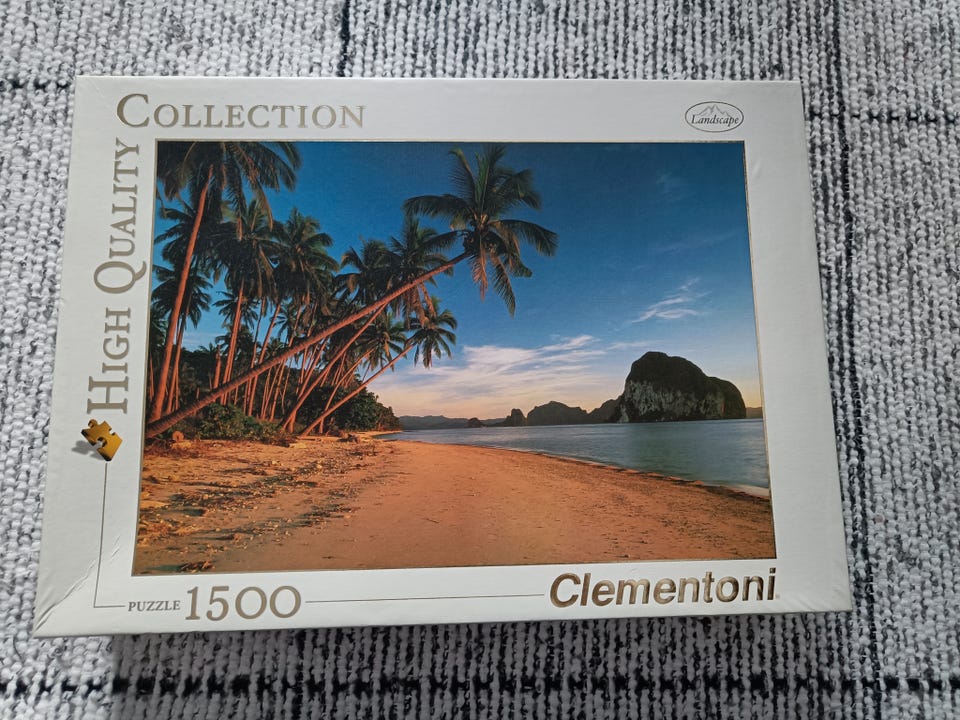 COLLECTION
Landscape
HIGH QUALITY
PUZZLE 1500
Clementoni